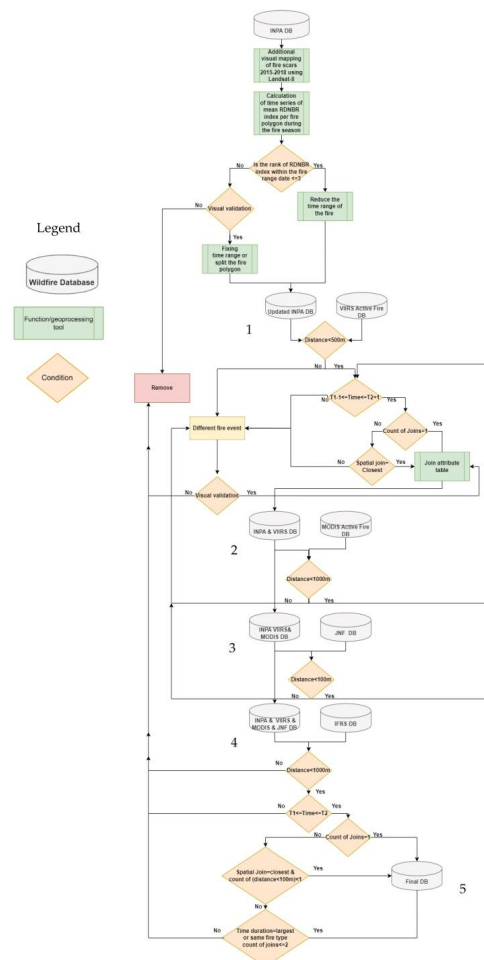 INPA DB
Additional
visual mapping
of fire scars
2015-2018 using
Landsat-8
Calculation
of time series of
mean RDNBR
index per fire
polygon during
the fire season
Is the rank of RDNBR
index within the fire
range date <=3
No
Yes
No
Visual validation
Yes
Reduce the
time range of
the fire
Fixing
time range or
split the fire
polygon
Legend
Wildfire Database
Function/geoprocessing
tool
Condition
1
Updated INPA DB
VIIRS Active Fire
DB
Distance<500m
No
Yes
Remove
T1-1<=Time<=T2+1
No
Yes
Different fire event
Count of Joins=1
No
Yes
Spatial join=
Closest
No
Yes
Join attribute
table
No
Visual validation
Yes
2
INPA & VIIRS DB
MODIS Active Fire
DB
Distance<1000m
No
Yes
3
INPA VIIRS&
MODIS DB
JNF DB
Distance<100m
No
Yes
4
INPA & VIIRS &
MODIS & JNF DB
IFRS DB
No
Distance<1000m
Yes
No
T1<=Time<=T2
Yes
No
Count of Joins=1
Yes
Spatial Join=closest &
count of (distance<100m)<1
Yes
Final DB
5
No
No
Time duration=largest
or same fire type
count of joins<=2
Yes